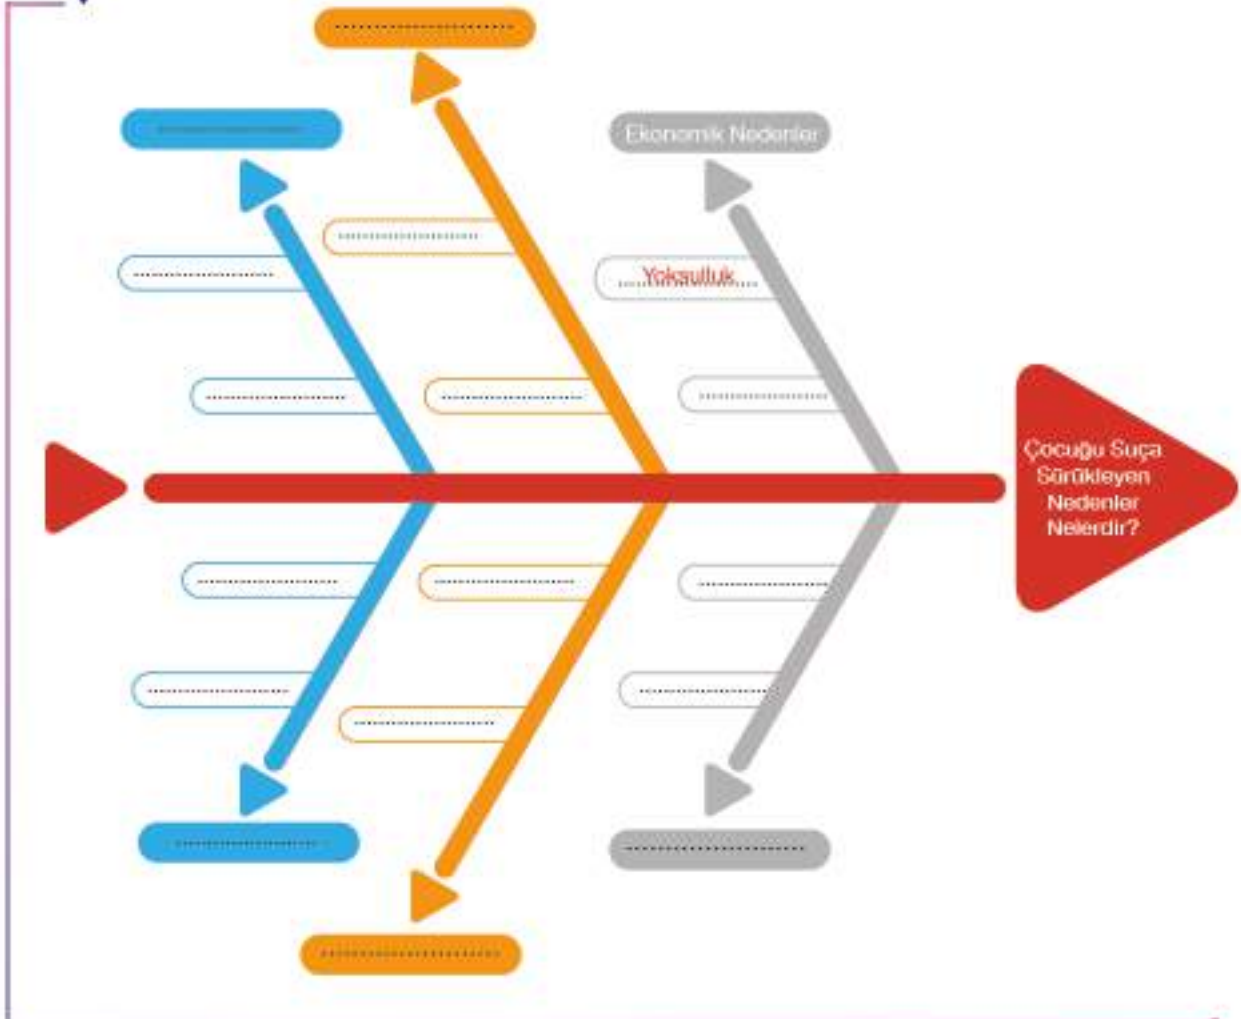 Ekonomik Nedenler
Yoksulluk
Çocuğu Suça
Sürükleyen
Nedenler
Nelerdir?